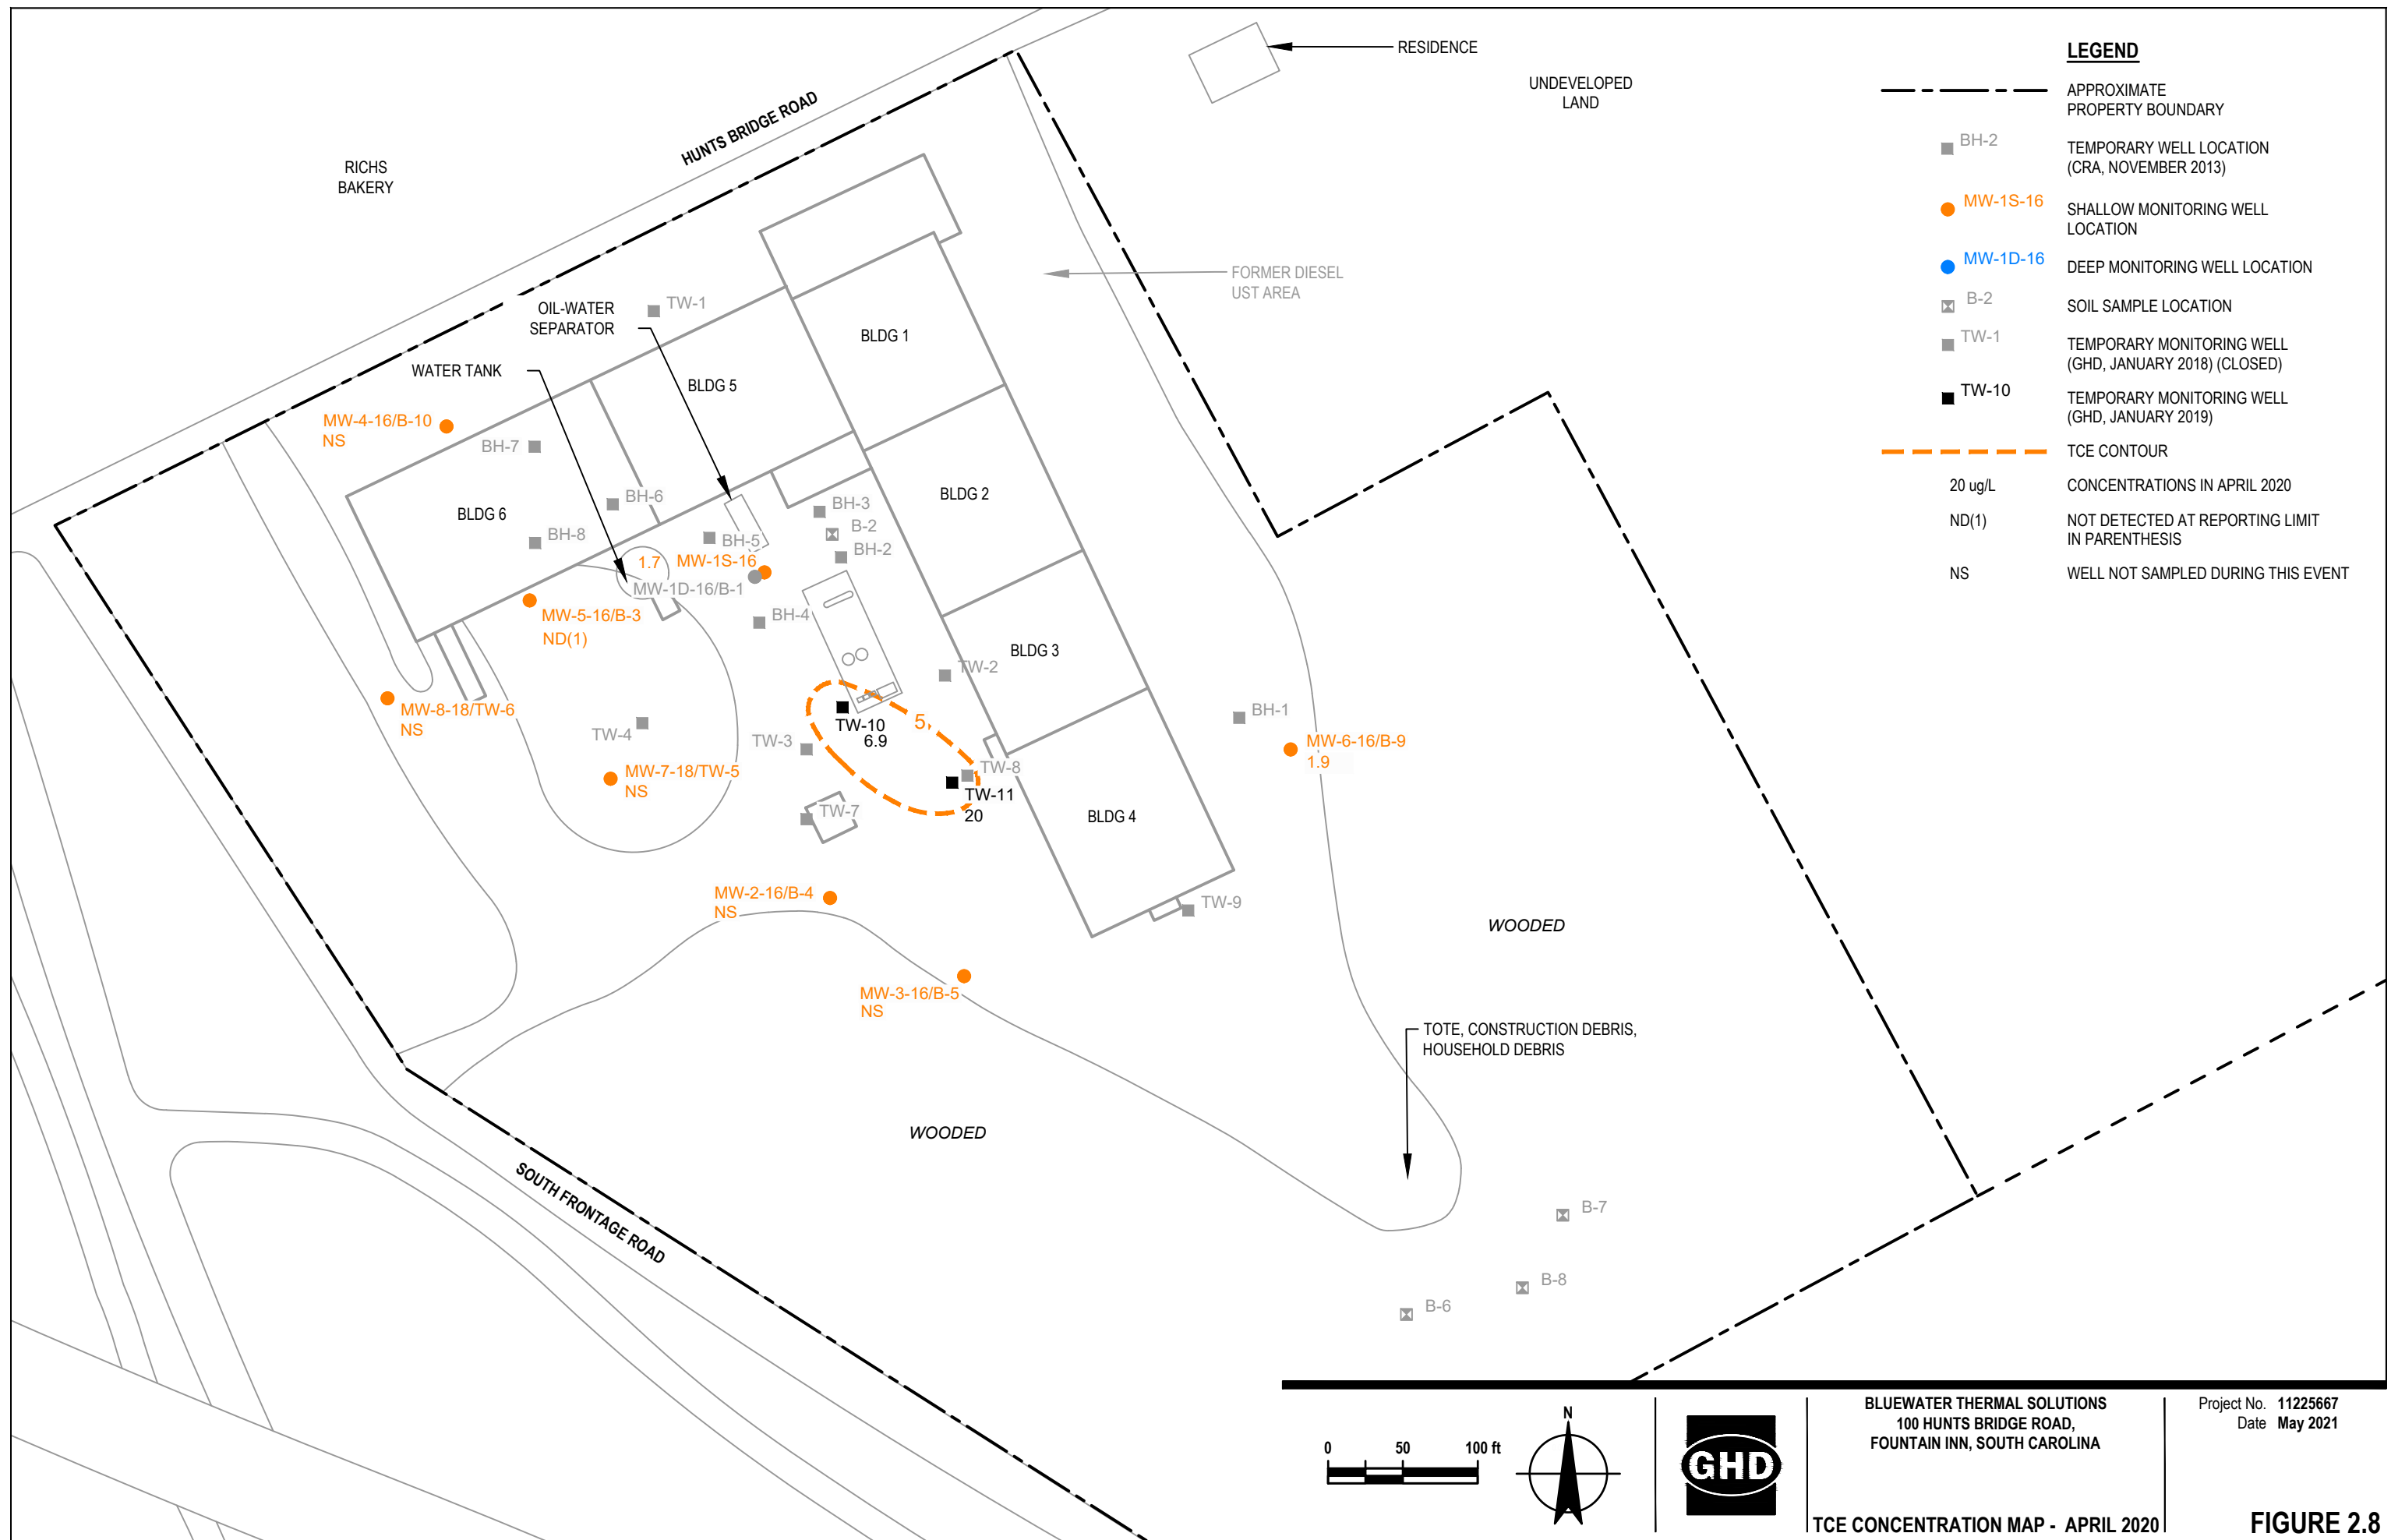 RESIDENCE
UNDEVELOPED
LAND
HUNTS BRIDGE ROAD
RICHS
BAKERY
FORMER DIESEL
UST AREA
TW-1
OIL-WATER
SEPARATOR
BLDG 1
WATER TANK
BLDG 5
MW-4-16/B-10
NS
BH-7
BH-6
BLDG 2
BLDG 6
BH-3
B-2
BH-8
BH-5
BH-2
1.7
MW-1S-16
MW-1D-16/B-1
MW-5-16/B-3
ND(1)
BH-4
BLDG 3
TW-2
MW-8-18/TW-6
NS
TW-4
TW-10
6.9
5
BH-1
TW-3
MW-6-16/B-9
1.9
MW-7-18/TW-5
NS
TW-8
TW-11
20
TW-7
BLDG 4
MW-2-16/B-4
NS
TW-9
WOODED
MW-3-16/B-5
NS
TOTE, CONSTRUCTION DEBRIS,
HOUSEHOLD DEBRIS
WOODED
SOUTH FRONTAGE ROAD
B-7
B-8
B-6
LEGEND
APPROXIMATE
PROPERTY BOUNDARY
BH-2
TEMPORARY WELL LOCATION
(CRA, NOVEMBER 2013)
MW-1S-16
SHALLOW MONITORING WELL
LOCATION
MW-1D-16
DEEP MONITORING WELL LOCATION
B-2
SOIL SAMPLE LOCATION
TW-1
TEMPORARY MONITORING WELL
(GHD, JANUARY 2018) (CLOSED)
TW-10
TEMPORARY MONITORING WELL
(GHD, JANUARY 2019)
TCE CONTOUR
20 ug/L CONCENTRATIONS IN APRIL 2020
ND(1) NOT DETECTED AT REPORTING LIMIT
IN PARENTHESIS
NS WELL NOT SAMPLED DURING THIS EVENT
0 50 100 ft
N
GHD
BLUEWATER THERMAL SOLUTIONS
100 HUNTS BRIDGE ROAD,
FOUNTAIN INN, SOUTH CAROLINA
TCE CONCENTRATION MAP - APRIL 2020
Project No. 11225667
Date May 2021
FIGURE 2.8